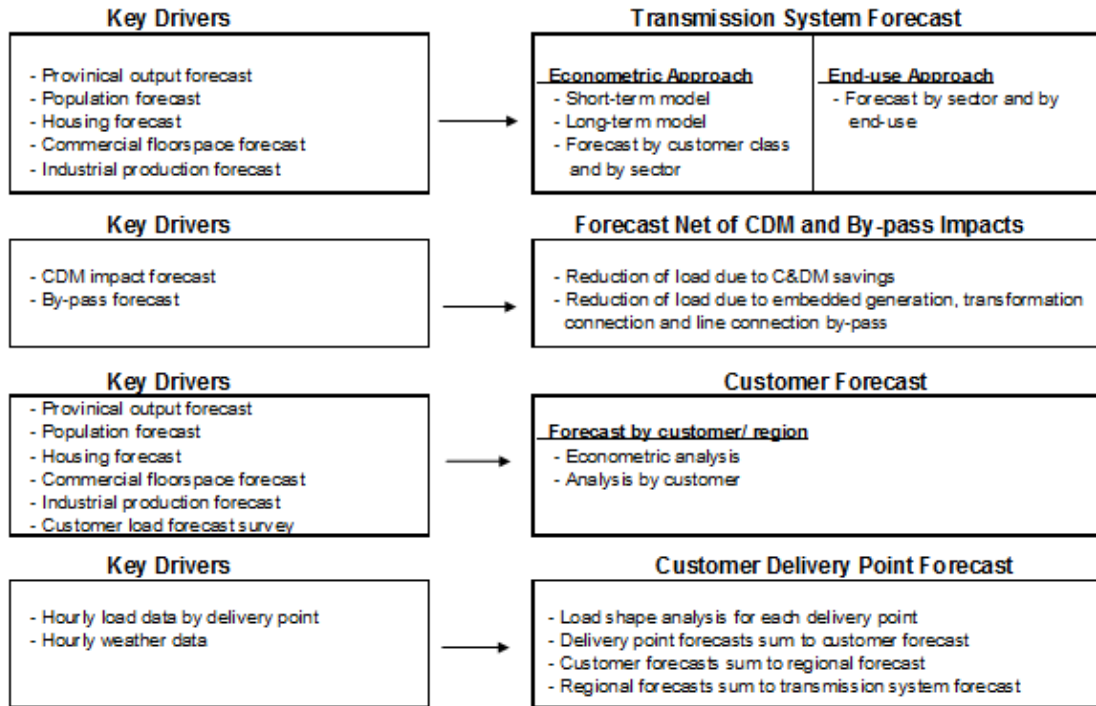 Key Drivers
- Provinical output forecast
- Population forecast
- Housing forecast
- Commercial floorspace forecast
- Industrial production forecast
Transmission System Forecast
Econometric Approach
- Short-term model
- Long-term model
- Forecast by customer class
and by sector
End-use Approach
- Forecast by sector and by
end-use
Key Drivers
- CDM impact forecast
- By-pass forecast
Forecast Net of CDM and By-pass Impacts
- Reduction of load due to C&DM savings
- Reduction of load due to embedded generation, transformation
connection and line connection by-pass
Key Drivers
- Provinical output forecast
- Population forecast
- Housing forecast
- Commercial floorspace forecast
- Industrial production forecast
- Customer load forecast survey
Customer Forecast
Forecast by customer/ region
- Econometric analysis
- Analysis by customer
Key Drivers
- Hourly load data by delivery point
- Hourly weather data
Customer Delivery Point Forecast
- Load shape analysis for each delivery point
- Delivery point forecasts sum to customer forecast
- Customer forecasts sum to regional forecast
- Regional forecasts sum to transmission system forecast